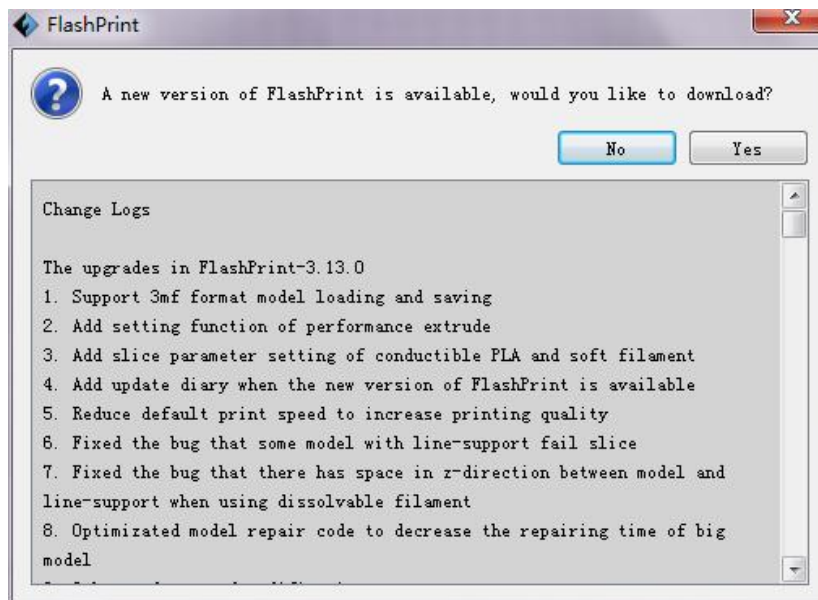 FlashPrint
A new version of FlashPrint is available, would you like to download?
No
Yes
Change Logs
The upgrades in FlashPrint-3.13.0
1. Support 3mf format model loading and saving
2. Add setting function of performance extrude
3. Add slice parameter setting of conductible PLA and soft filament
4. Add update diary when the new version of FlashPrint is available
5. Reduce default print speed to increase printing quality
6. Fixed the bug that some model with line-support fail slice
7. Fixed the bug that there has space in z-direction between model and
line-support when using dissolvable filament
8. Optimizated model repair code to decrease the repairing time of big
model